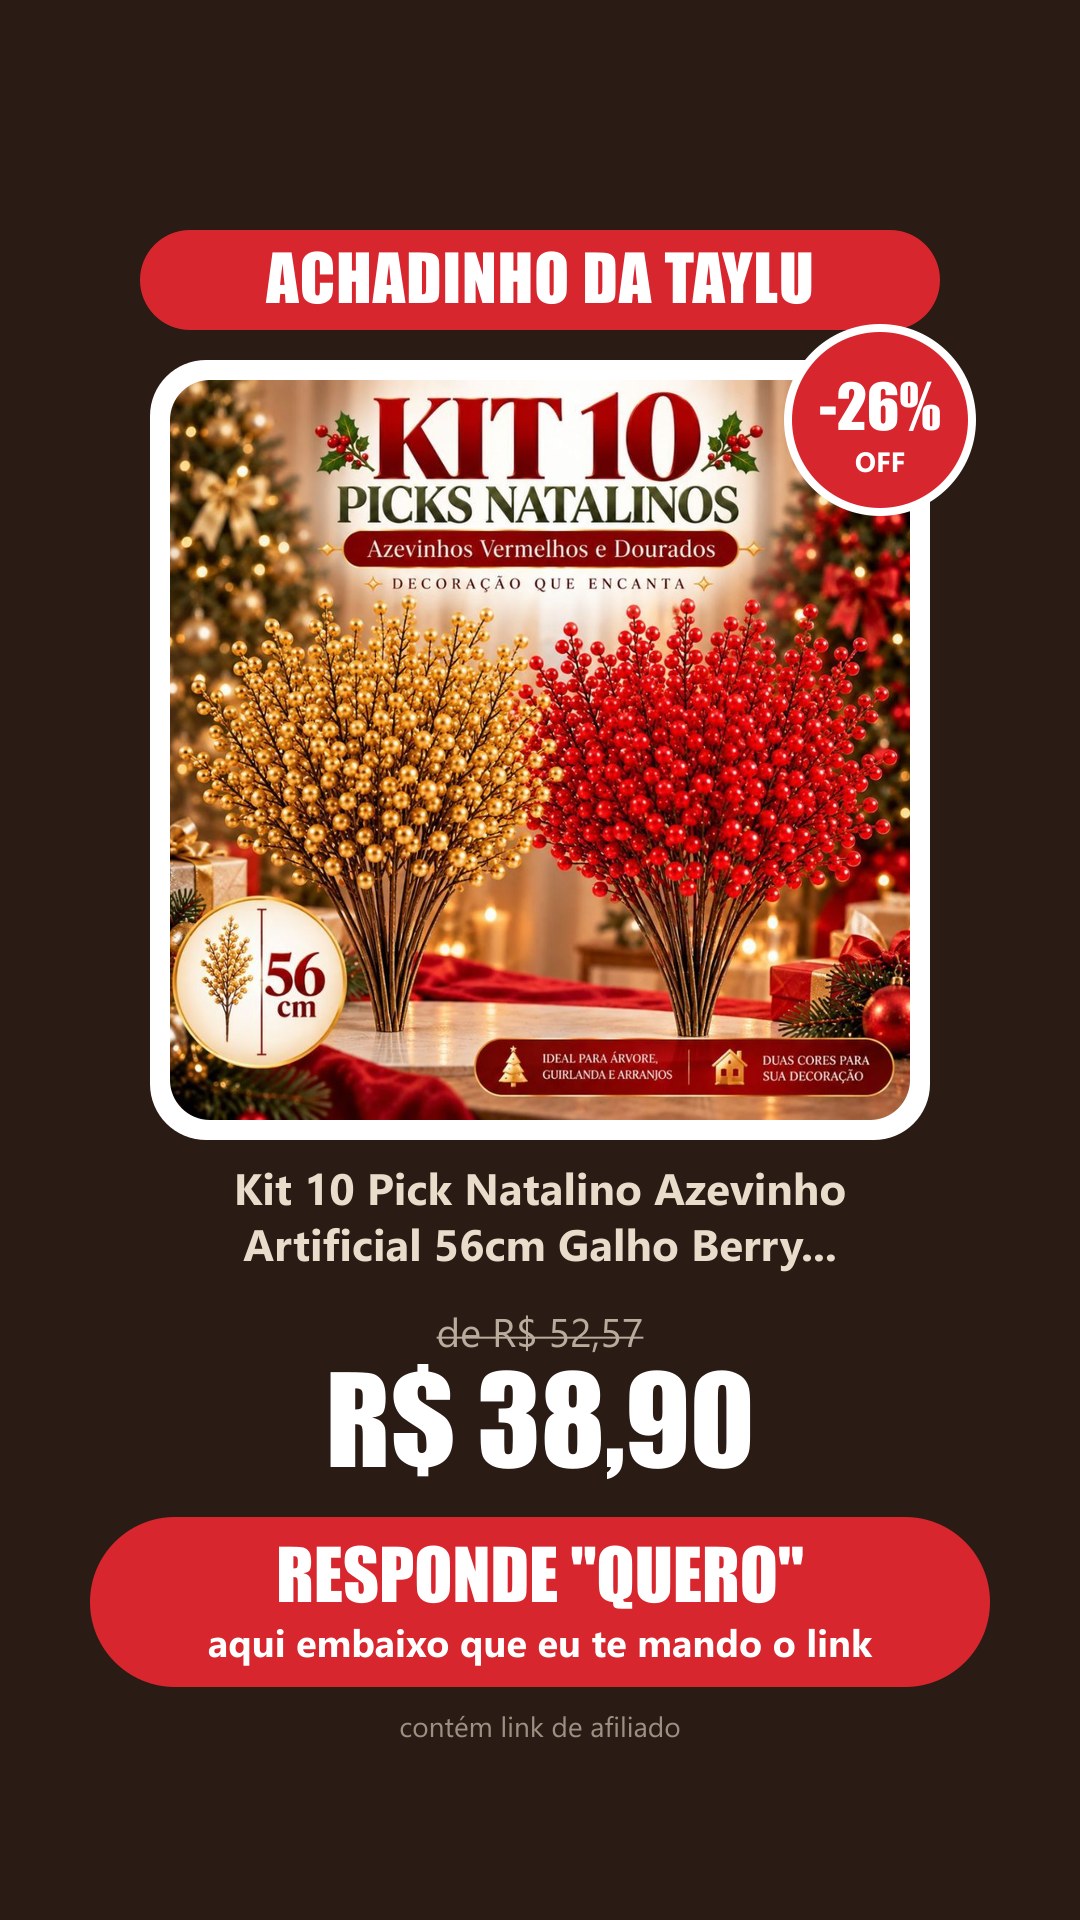 ACHADINHO DA TAYLU
-26%
OFF
KIT 10
PICKS NATALINOS
Azevinhos Vermelhos e Dourados
DECORAÇÃO QUE ENCANTA
56
cm
IDEAL PARA ÁRVORE,
GUIRLANDA E ARRANJOS
DUAS CORES PARA
SUA DECORAÇÃO
Kit 10 Pick Natalino Azevinho
Artificial 56cm Galho Berry...
de R$ 52,57
R$ 38,90
RESPONDE "QUERO"
aqui embaixo que eu te mando o link
contém link de afiliado